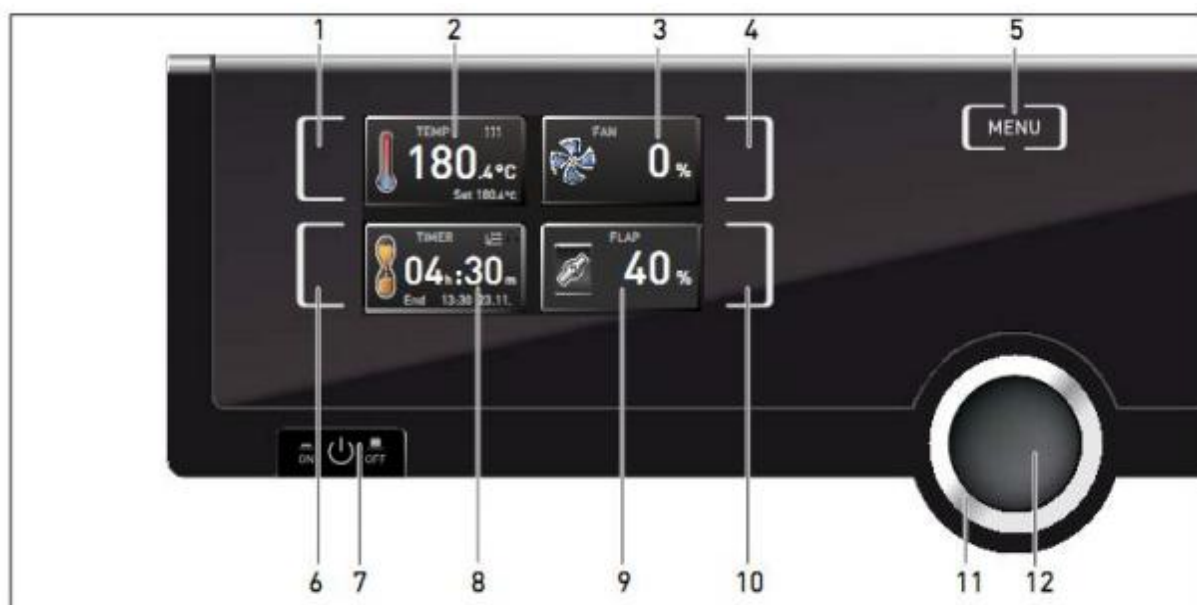 1 2 3 4 5
TEMP
FAN
MENU
180.4°C
0 %
Set 180.4°C
TIMER
FLAP
04h:30m
40 %
End 13:30 23.11.
ON OFF
6 7 8 9 10 11 12